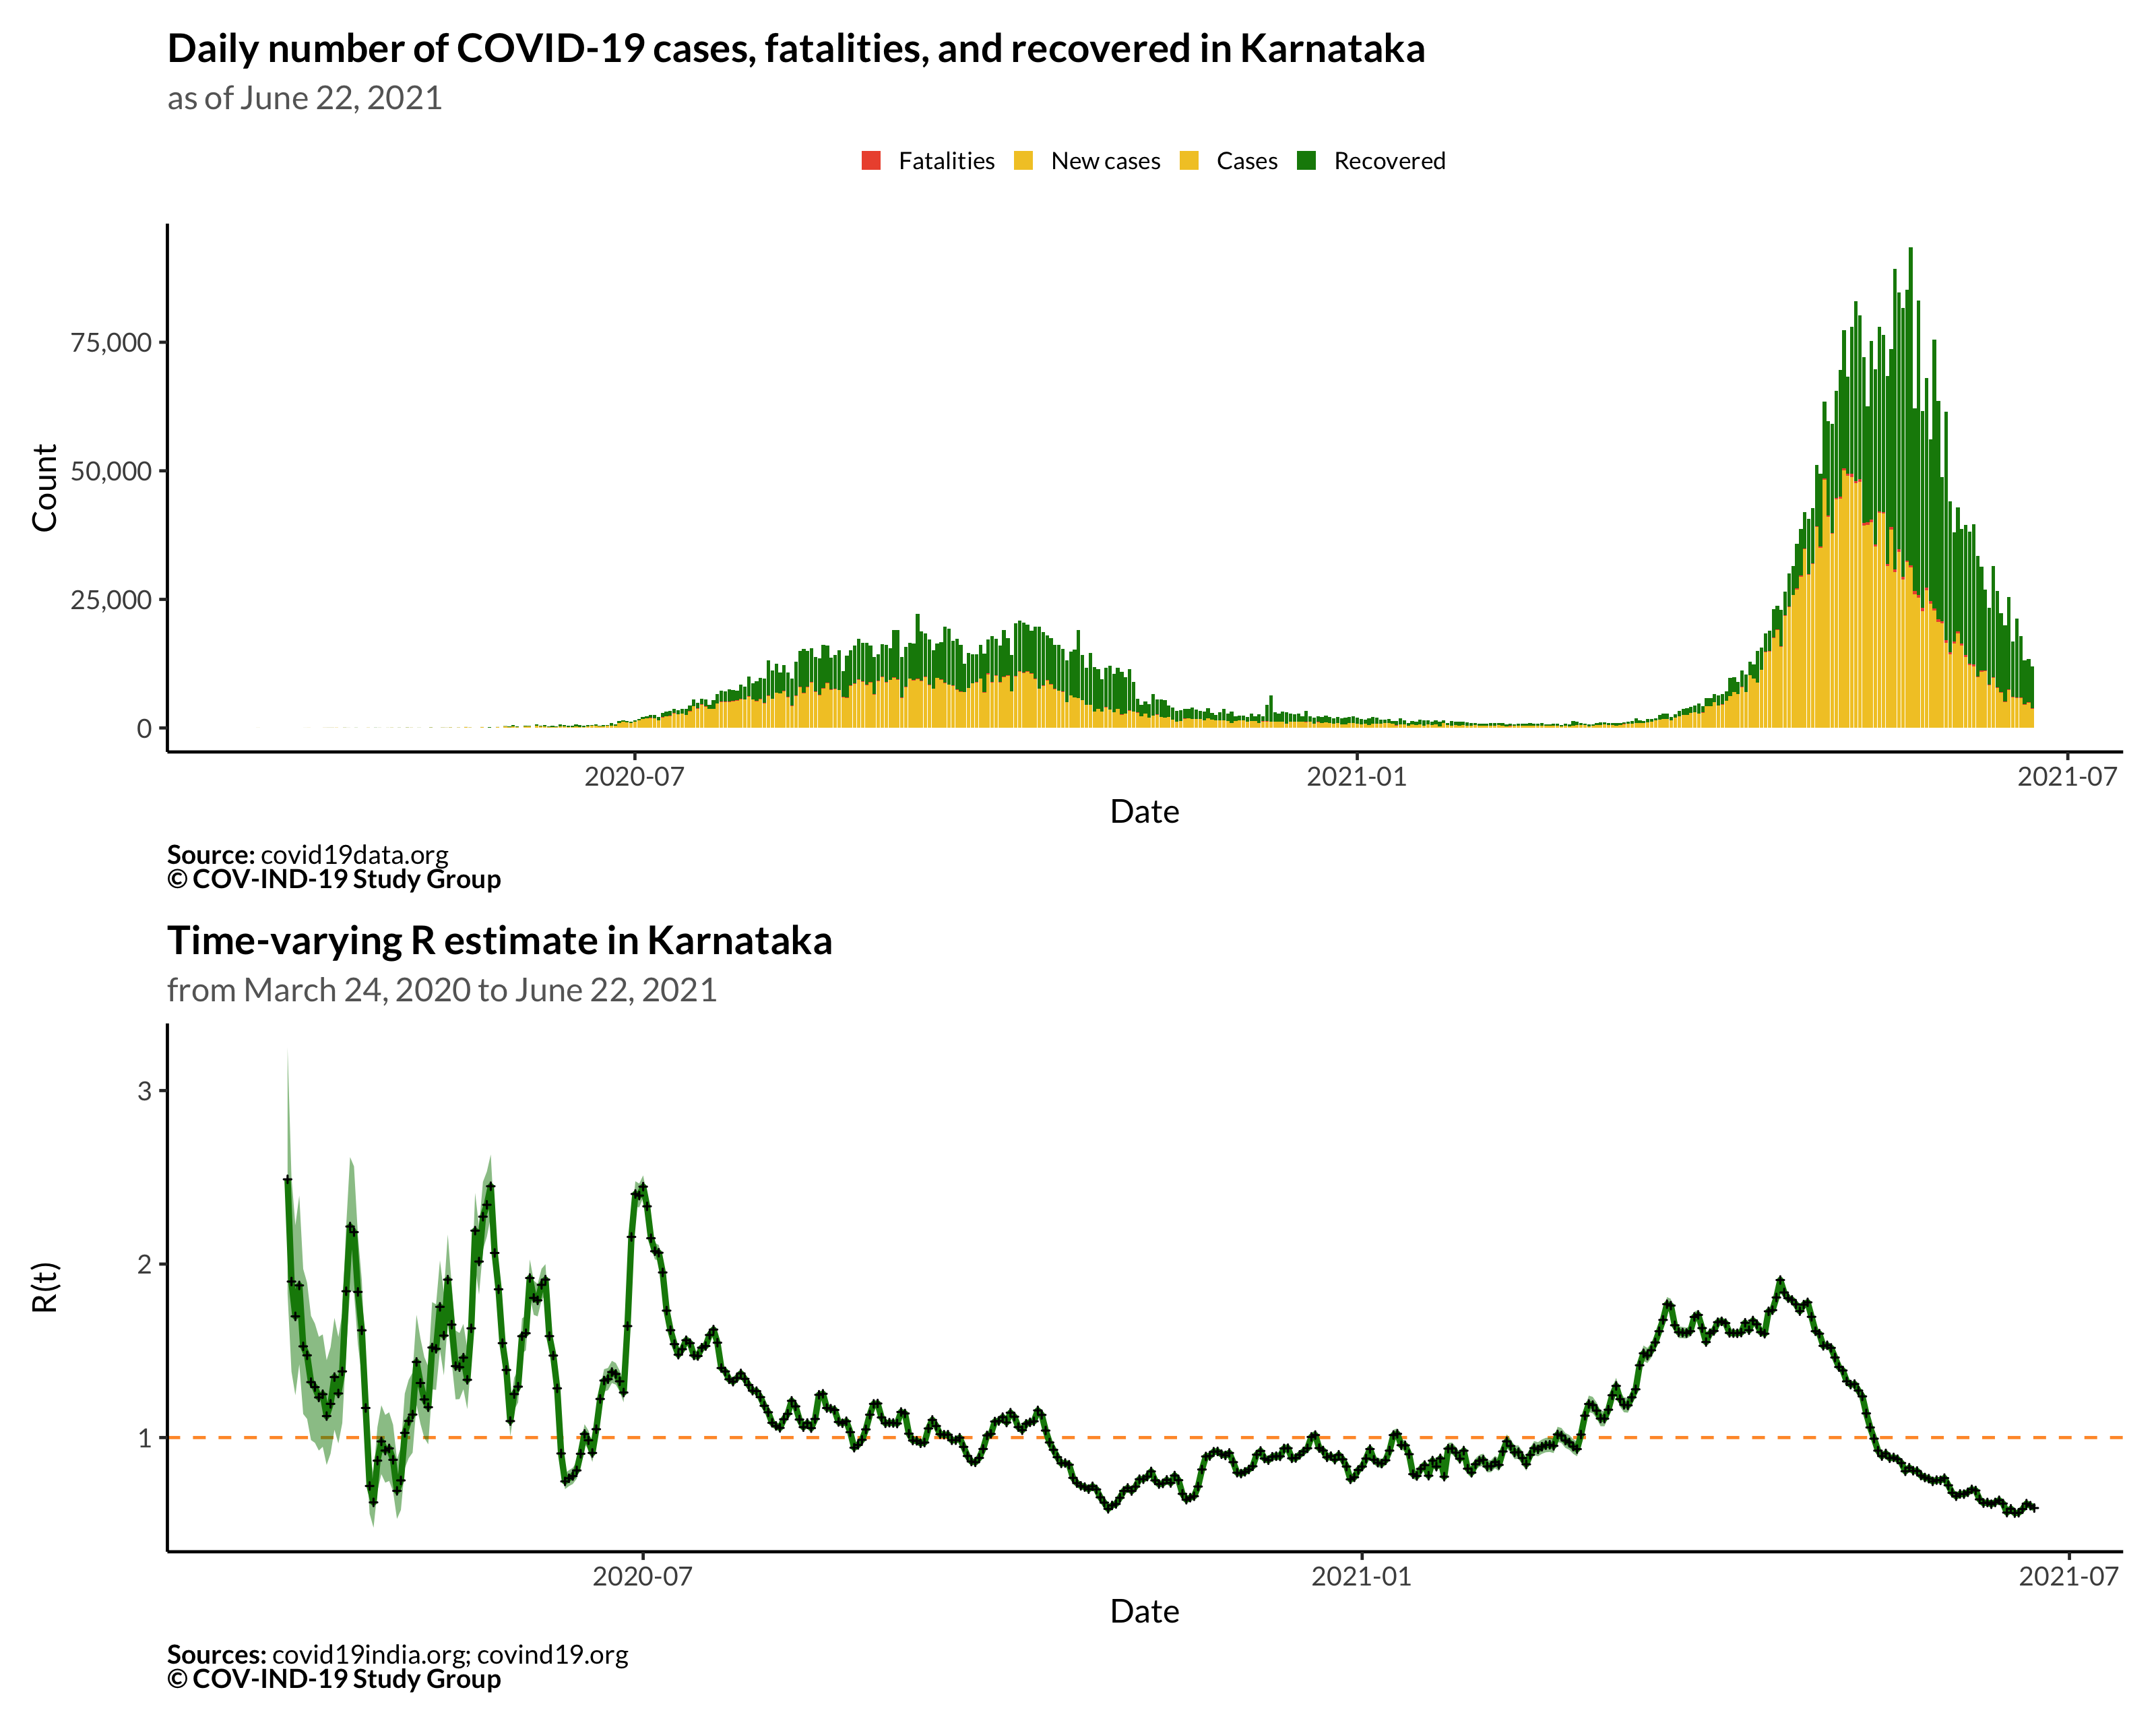 Daily number of COVID-19 cases, fatalities, and recovered in Karnataka
as of June 22, 2021
Fatalities New cases Cases Recovered
75,000
50,000
25,000
0
Count
2020-07 2021-01 2021-07
Date
Source: covid19data.org
© COV-IND-19 Study Group
Time-varying R estimate in Karnataka
from March 24, 2020 to June 22, 2021
3
2
1
R(t)
2020-07 2021-01 2021-07
Date
Sources: covid19india.org; covind19.org
© COV-IND-19 Study Group